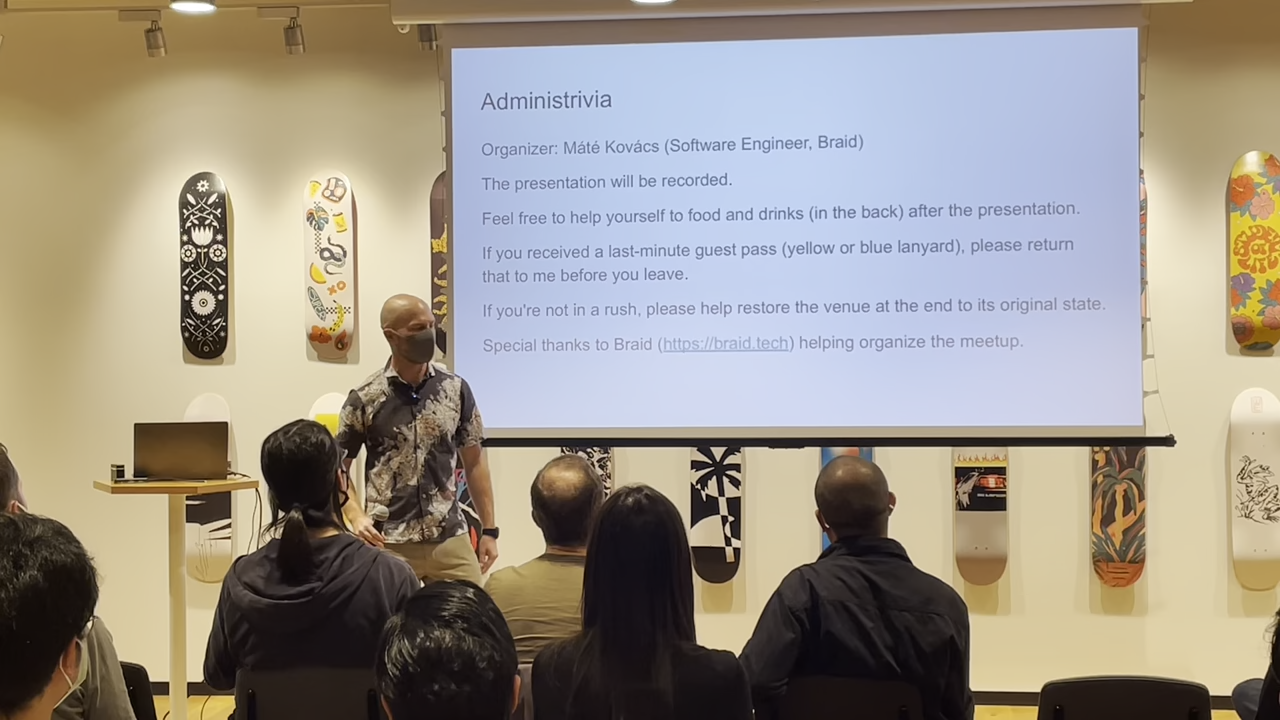 Administrivia
Organizer: Máté Kovács (Software Engineer, Braid)
The presentation will be recorded.
Feel free to help yourself to food and drinks (in the back) after the presentation.
If you received a last-minute guest pass (yellow or blue lanyard), please return
that to me before you leave.
If you're not in a rush, please help restore the venue at the end to its original state.
Special thanks to Braid (https://braid.tech) helping organize the meetup.